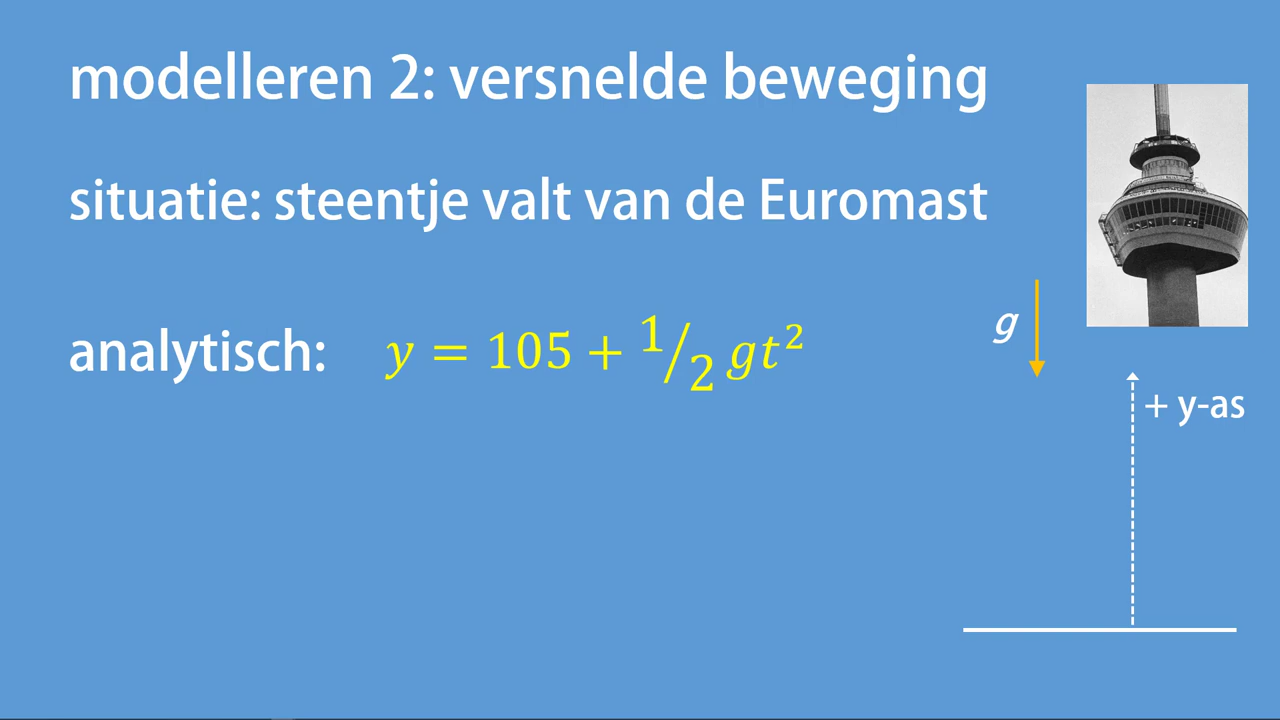 modelleren 2: versnelde beweging
situatie: steentje valt van de Euromast
analytisch: y = 105 + 1/2 gt²
g
+ y-as